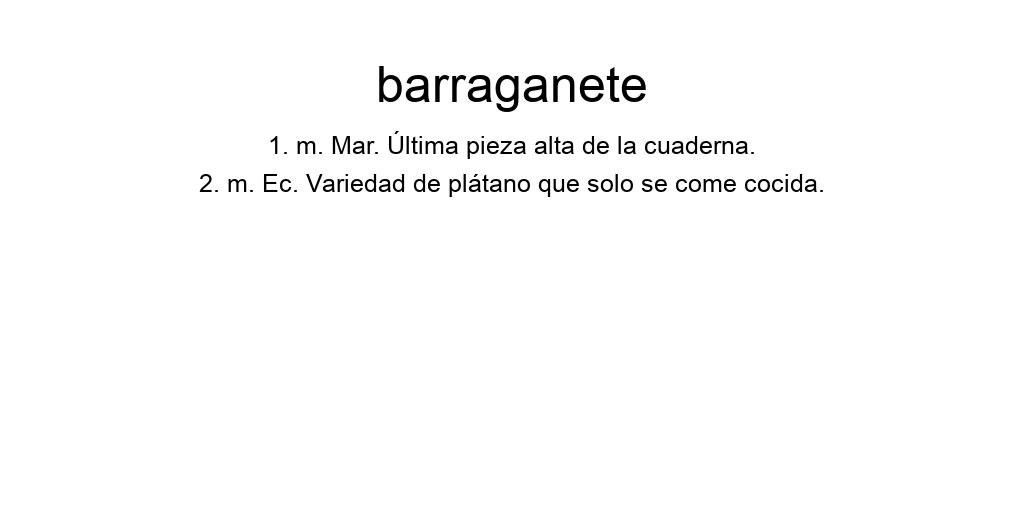 barraganete
1. m. Mar. Última pieza alta de la cuaderna.
2. m. Ec. Variedad de plátano que solo se come cocida.